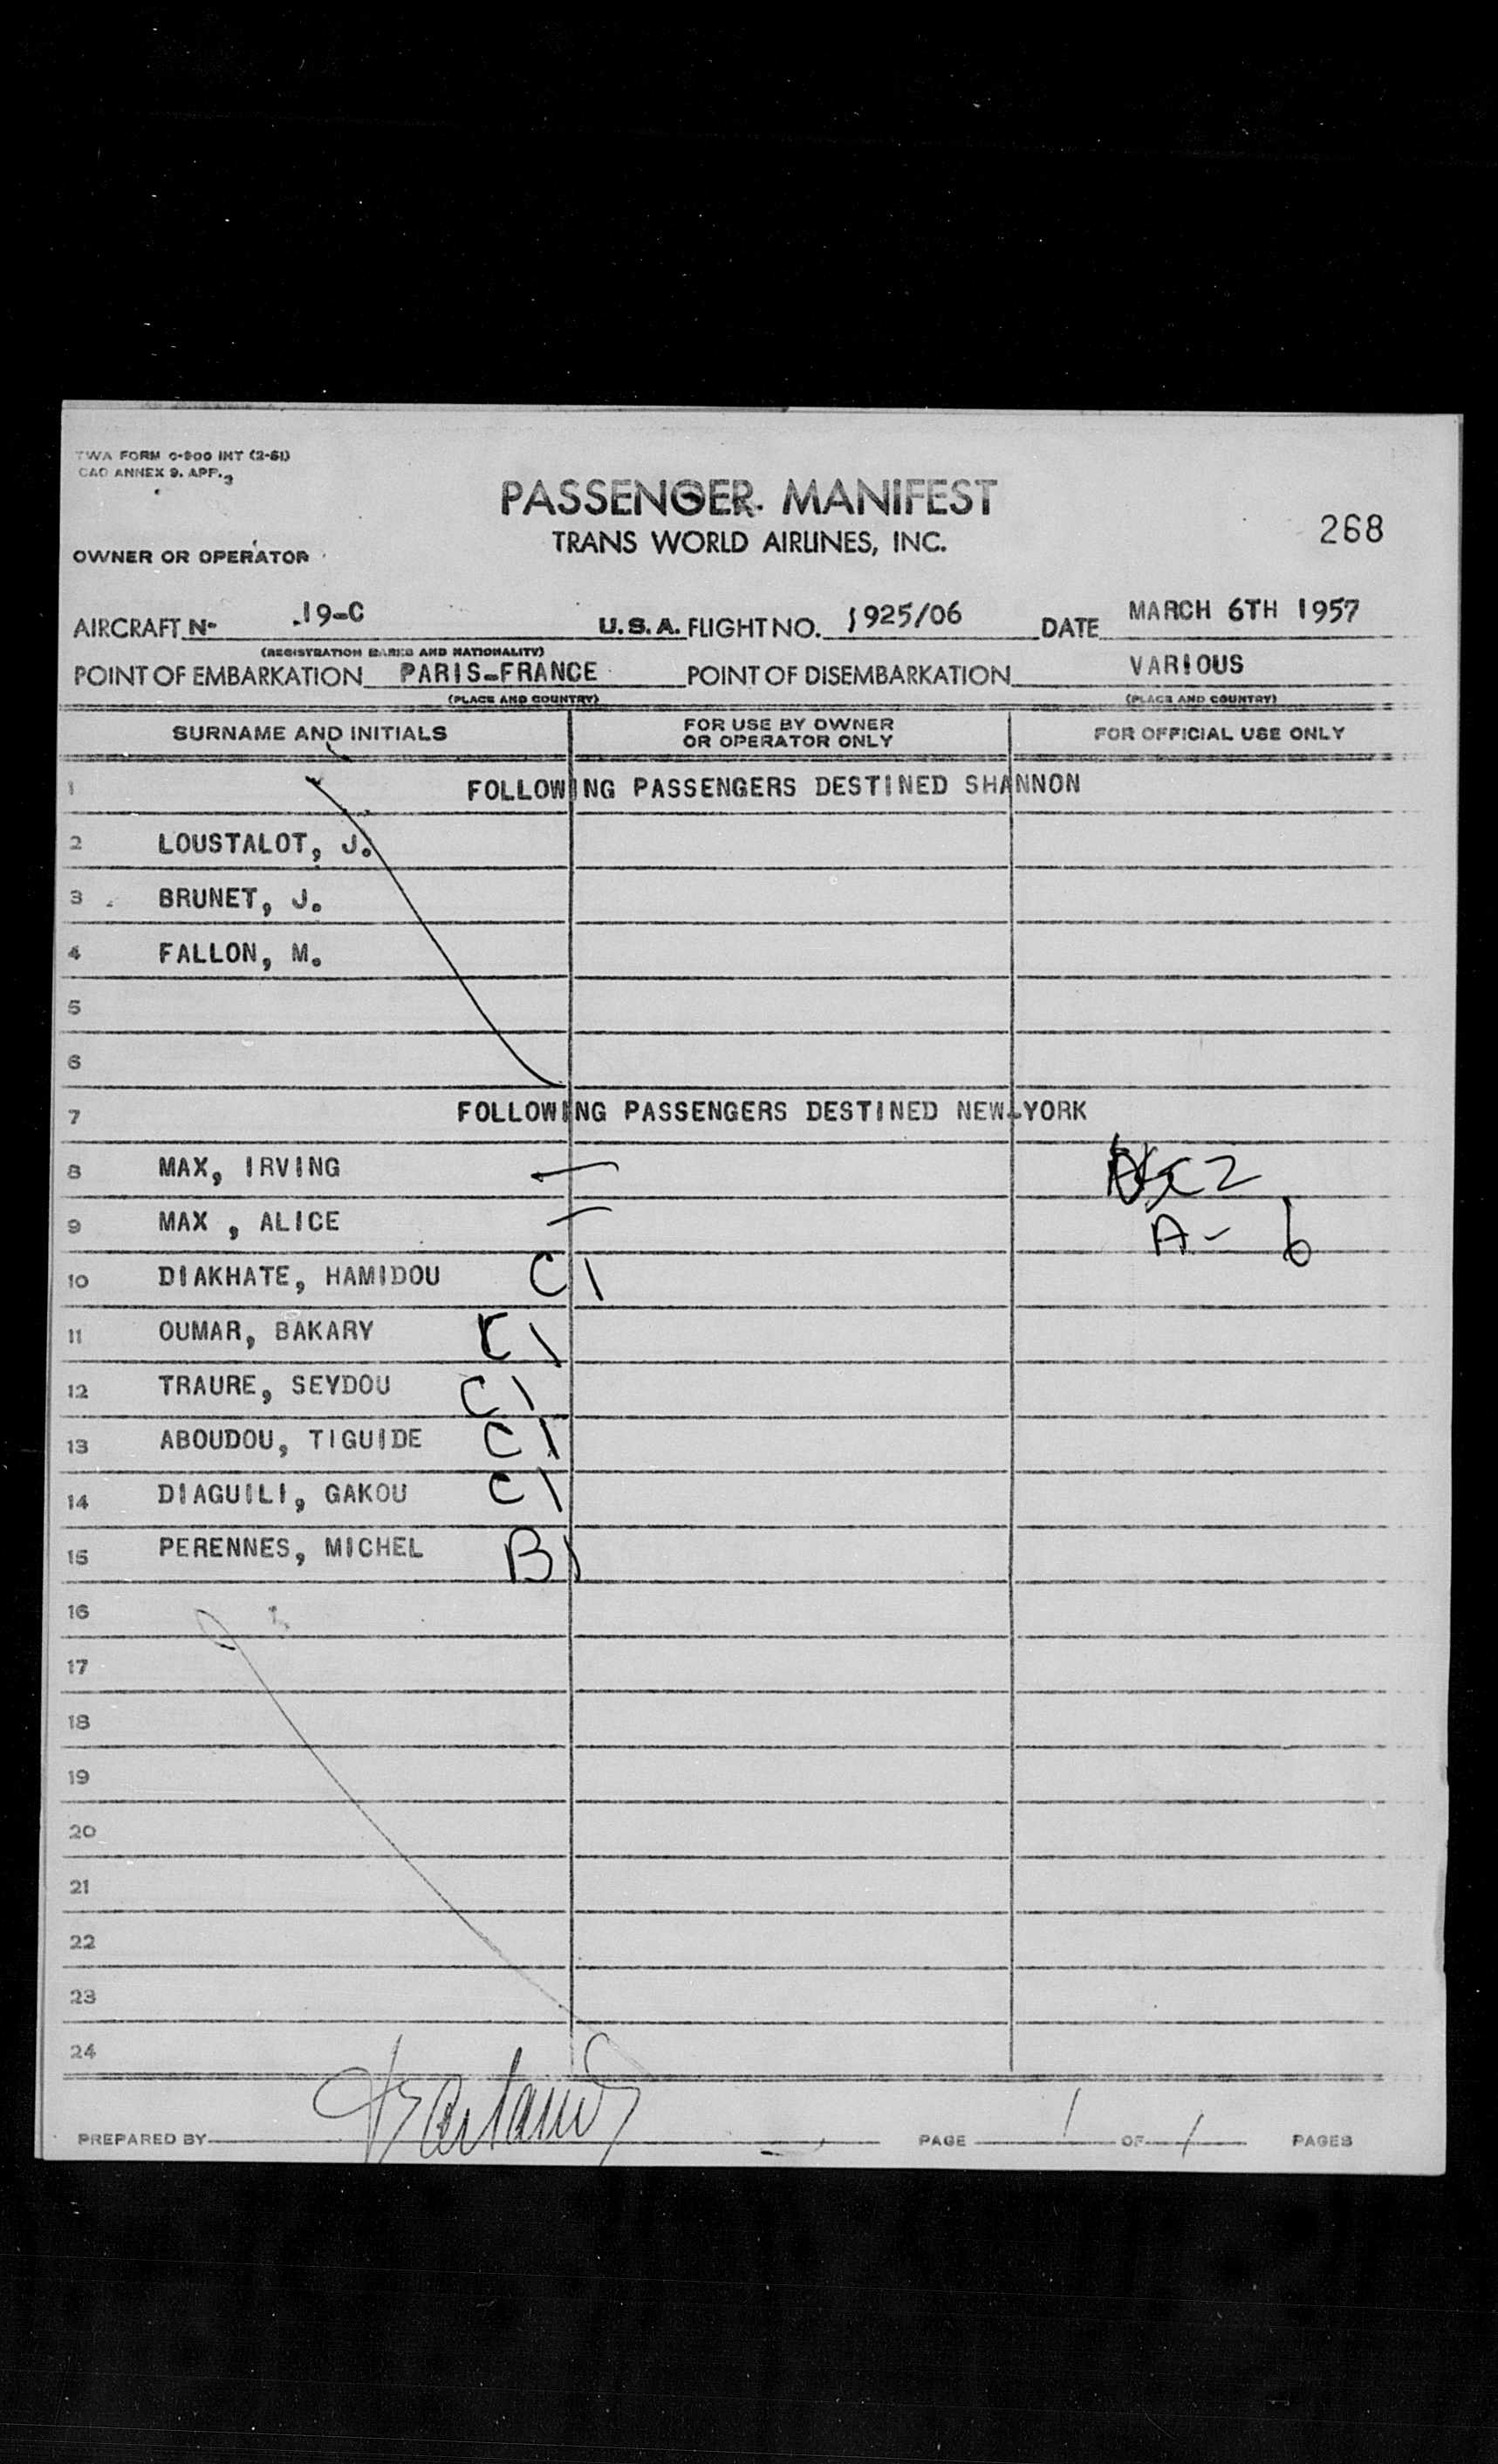 TWA FORM C-900 INT (2-51)
CAO ANNEX 9. APP. 3
PASSENGER MANIFEST
TRANS WORLD AIRLINES, INC.
268
OWNER OR OPERATOR
AIRCRAFT Nº 19-C U.S.A. FLIGHT NO. 1925/06 DATE MARCH 6TH 1957
(REGISTRATION MARKS AND NATIONALITY)
POINT OF EMBARKATION PARIS-FRANCE POINT OF DISEMBARKATION VARIOUS
(PLACE AND COUNTRY) (PLACE AND COUNTRY)
SURNAME AND INITIALS
FOR USE BY OWNER
OR OPERATOR ONLY
FOR OFFICIAL USE ONLY
1 FOLLOWING PASSENGERS DESTINED SHANNON
2 LOUSTALOT, J.
3 BRUNET, J.
4 FALLON, M.
5
6
7 FOLLOWING PASSENGERS DESTINED NEW-YORK
8 MAX, IRVING —
9 MAX , ALICE — A- 6
10 DIAKHATE, HAMIDOU C1
11 OUMAR, BAKARY C1
12 TRAURE, SEYDOU C1
13 ABOUDOU, TIGUIDE C1
14 DIAGUILI, GAKOU C1
15 PERENNES, MICHEL B1
16
17
18
19
20
21
22
23
24
PREPARED BY PAGE 1 OF 1 PAGES